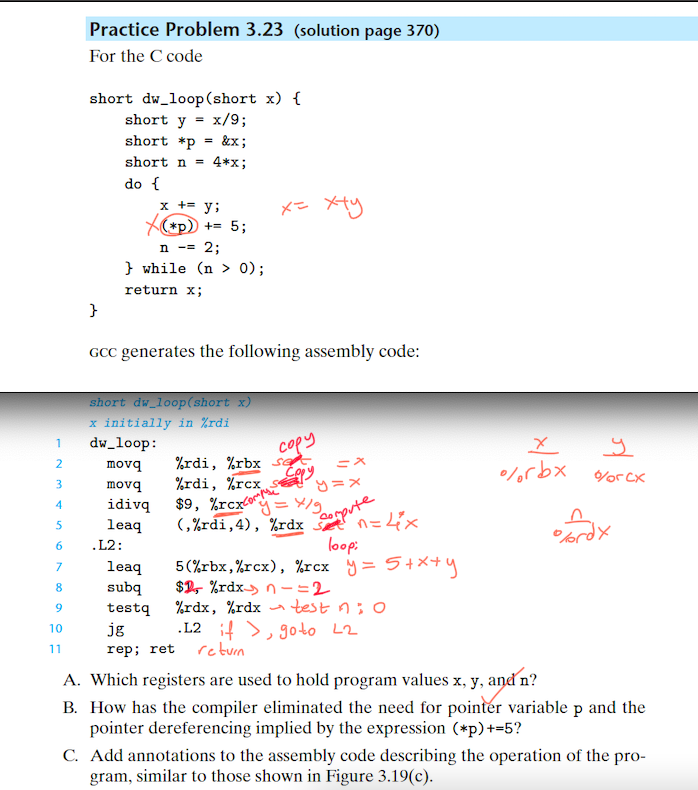 Practice Problem 3.23 (solution page 370)
For the C code
short dw_loop(short x) {
short y = x/9;
short *p = &x;
short n = 4*x;
do {
x += y; x = x+y
x (*p) += 5;
n -= 2;
} while (n > 0);
return x;
}
GCC generates the following assembly code:
short dw_loop(short x)
x initially in %rdi
1 dw_loop: copy x y
2 movq %rdi, %rbx = x %rbx %rcx
3 movq %rdi, %rcx copy y = x
4 idivq $9, %rcx compute y = x/9
5 leaq (,%rdi,4), %rdx compute n = 4*x n %rdx
6 .L2: loop:
7 leaq 5(%rbx,%rcx), %rcx y = 5+x+y
8 subq $2, %rdx → n -= 2
9 testq %rdx, %rdx → test n ; 0
10 jg .L2 if >, goto L2
11 rep; ret return
A. Which registers are used to hold program values x, y, and n?
B. How has the compiler eliminated the need for pointer variable p and the
pointer dereferencing implied by the expression (*p)+=5?
C. Add annotations to the assembly code describing the operation of the pro-
gram, similar to those shown in Figure 3.19(c).